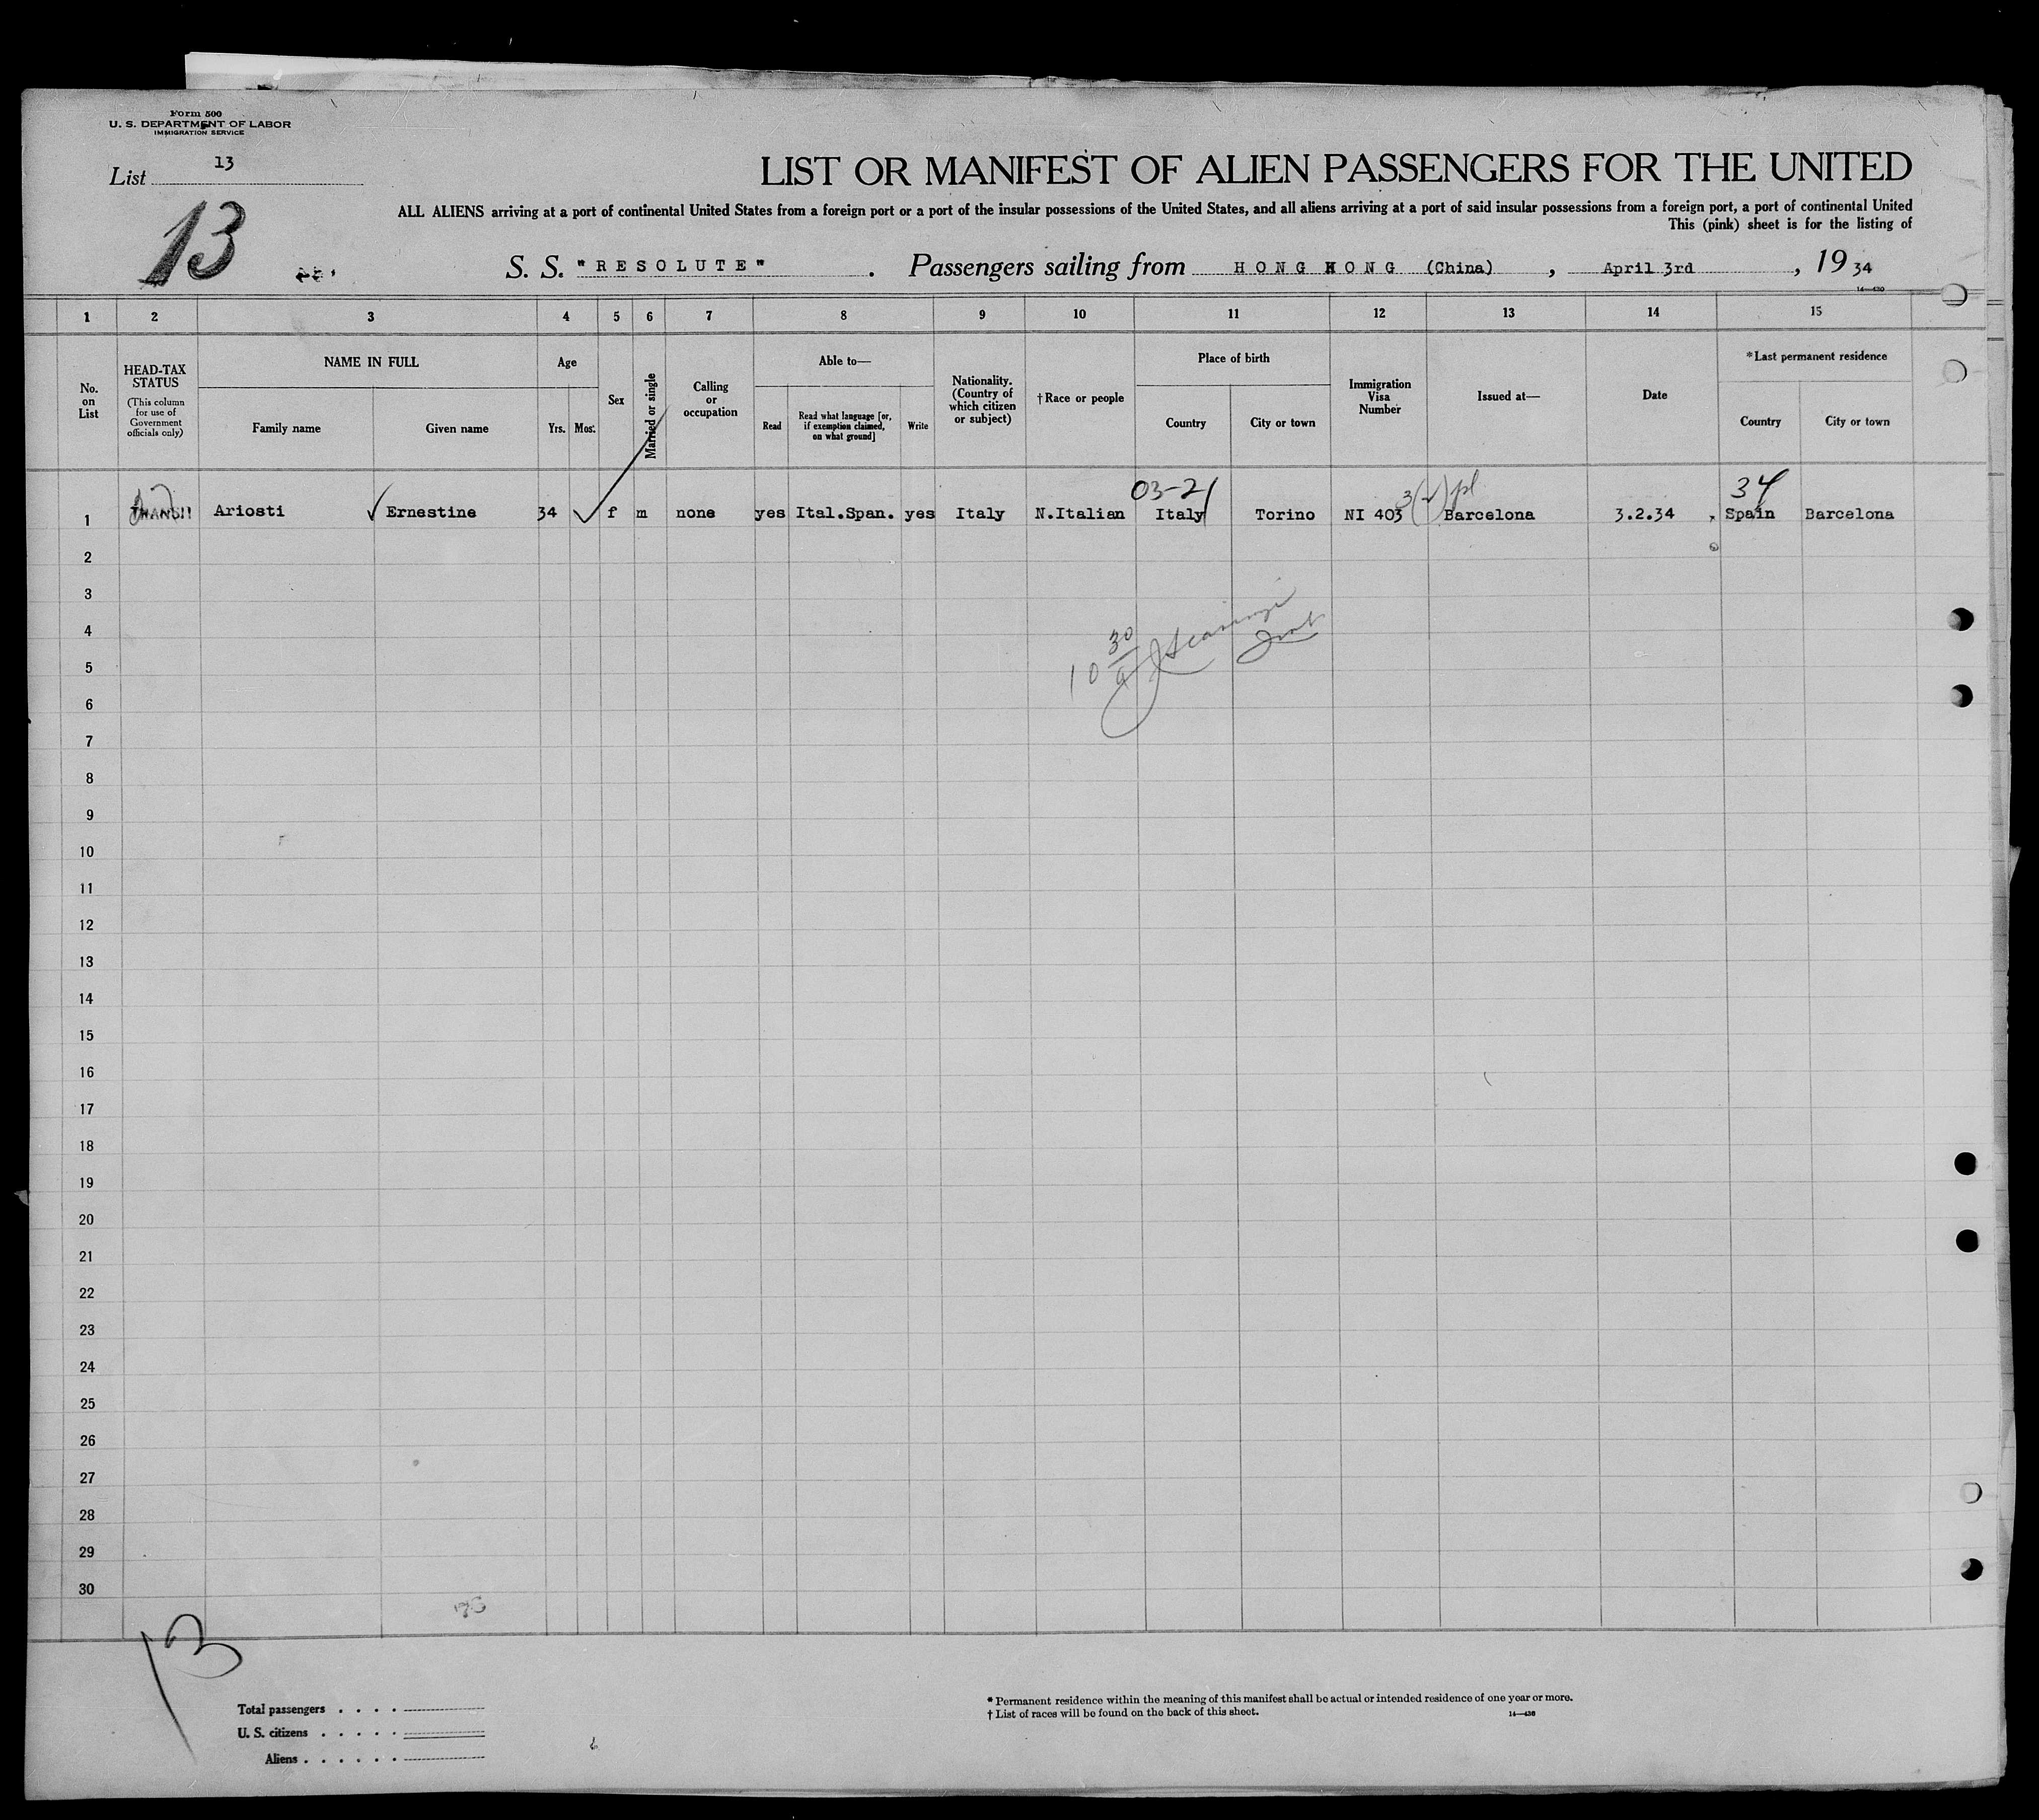 Form 500
U. S. DEPARTMENT OF LABOR
IMMIGRATION SERVICE
List 13
13
LIST OR MANIFEST OF ALIEN PASSENGERS FOR THE UNITED
ALL ALIENS arriving at a port of continental United States from a foreign port or a port of the insular possessions of the United States, and all aliens arriving at a port of said insular possessions from a foreign port, a port of continental United
This (pink) sheet is for the listing of
S. S. "RESOLUTE" . Passengers sailing from HONG KONG (China) , April 3rd , 19 34
14—430
1 2 3 4 5 6 7 8 9 10 11 12 13 14 15
No. on List
HEAD-TAX STATUS
(This column for use of Government officials only)
NAME IN FULL
Family name
Given name
Age
Yrs.
Mos.
Sex
Married or single
Calling or occupation
Able to—
Read
Read what language [or, if exemption claimed, on what ground]
Write
Nationality. (Country of which citizen or subject)
†Race or people
Place of birth
Country
City or town
Immigration Visa Number
Issued at—
Date
*Last permanent residence
Country
City or town
03-21
3(✓) pl
34
1 TRANSIT Ariosti ✓ Ernestine 34 ✓ f m none yes Ital.Span. yes Italy N.Italian Italy Torino NI 403 Barcelona 3.2.34 Spain Barcelona
2
3
4
10 30
5
6
7
8
9
10
11
12
13
14
15
16
17
18
19
20
21
22
23
24
25
26
27
28
29
30
13
Total passengers . . . .
U. S. citizens . . . . .
Aliens . . . . . .
* Permanent residence within the meaning of this manifest shall be actual or intended residence of one year or more.
† List of races will be found on the back of this sheet.
14—430